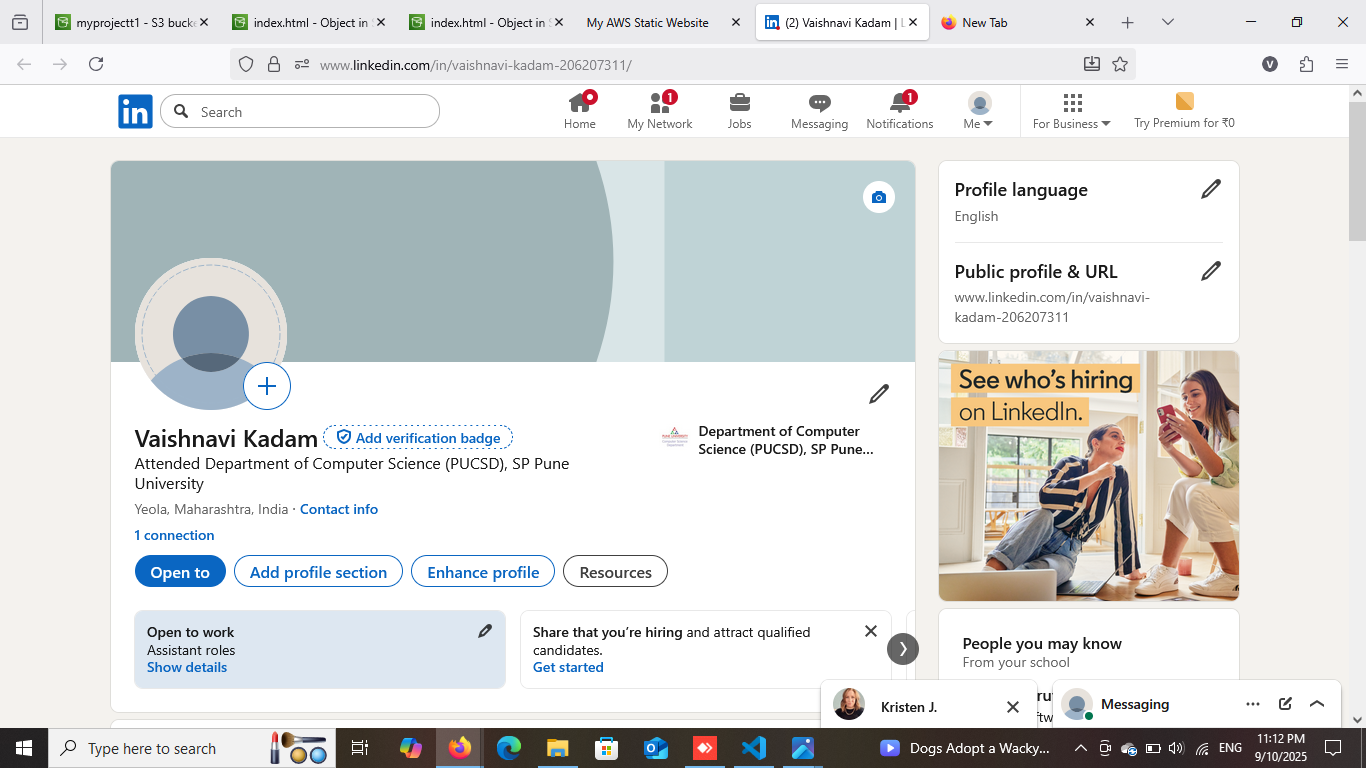 myprojectt1 - S3 bucke
index.html - Object in
index.html - Object in
My AWS Static Website
(2) Vaishnavi Kadam | L
New Tab
www.linkedin.com/in/vaishnavi-kadam-206207311/
V
in
Search
Home
1
My Network
Jobs
Messaging
1
Notifications
Me
For Business
Try Premium for ₹0
Profile language
English
Public profile & URL
www.linkedin.com/in/vaishnavi-
kadam-206207311
See who's hiring
on LinkedIn.
Vaishnavi Kadam
Add verification badge
Attended Department of Computer Science (PUCSD), SP Pune
University
Department of Computer
Science (PUCSD), SP Pune...
Yeola, Maharashtra, India · Contact info
1 connection
Open to
Add profile section
Enhance profile
Resources
Open to work
Assistant roles
Show details
Share that you're hiring and attract qualified
candidates.
Get started
People you may know
From your school
Kristen J.
Messaging
Type here to search
Dogs Adopt a Wacky...
ENG
11:12 PM
9/10/2025